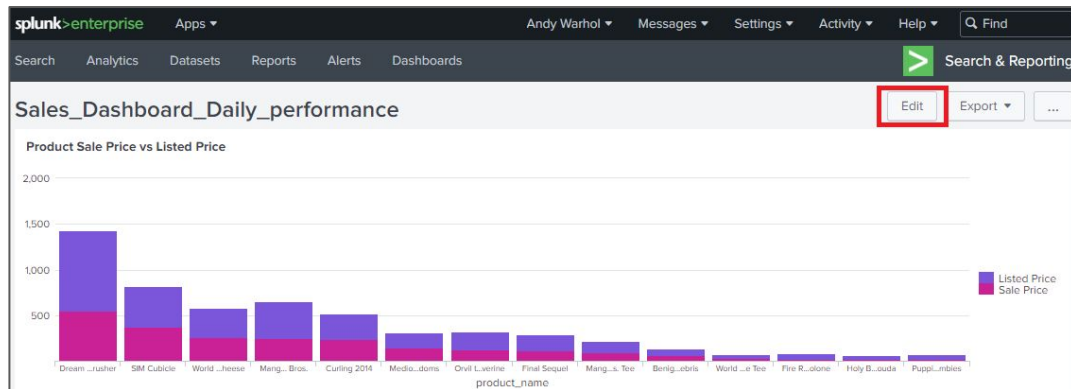 splunk>enterprise Apps Andy Warhol Messages Settings Activity Help Find
Search Analytics Datasets Reports Alerts Dashboards > Search & Reporting
Sales_Dashboard_Daily_performance Edit Export ...
Product Sale Price vs Listed Price
2,000
1,500
1,000
500
Listed Price
Sale Price
Dream ...rusher SIM Cubicle World ...heese Mang... Bros. Curling 2014 Medio...doms Orvil L...verine Final Sequel Mang...s. Tee Benig...ebris World ...e Tee Fire R...olone Holy B...ouda Puppi...mbies
product_name